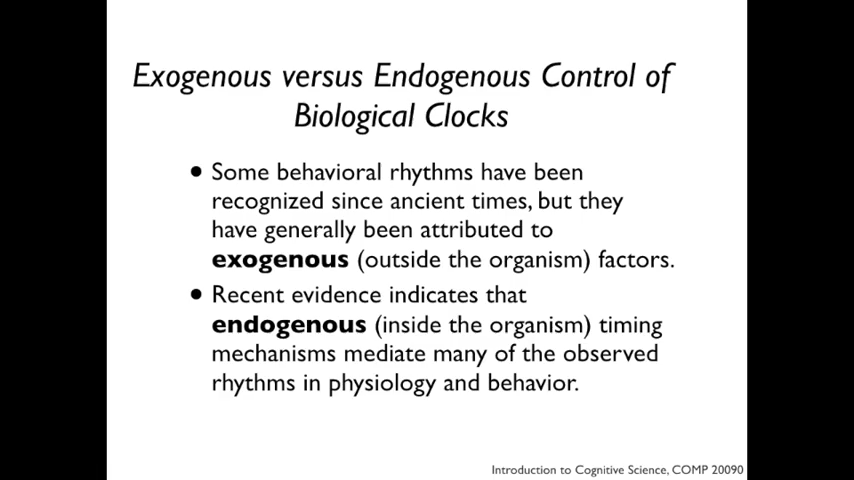 Exogenous versus Endogenous Control of
Biological Clocks
• Some behavioral rhythms have been
recognized since ancient times, but they
have generally been attributed to
exogenous (outside the organism) factors.
• Recent evidence indicates that
endogenous (inside the organism) timing
mechanisms mediate many of the observed
rhythms in physiology and behavior.
Introduction to Cognitive Science, COMP 20090